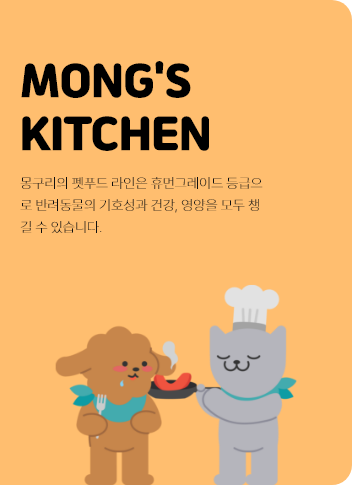 MONG'S
KITCHEN
몽구리의 펫푸드 라인은 휴먼그레이드 등급으
로 반려동물의 기호성과 건강, 영양을 모두 챙
길 수 있습니다.